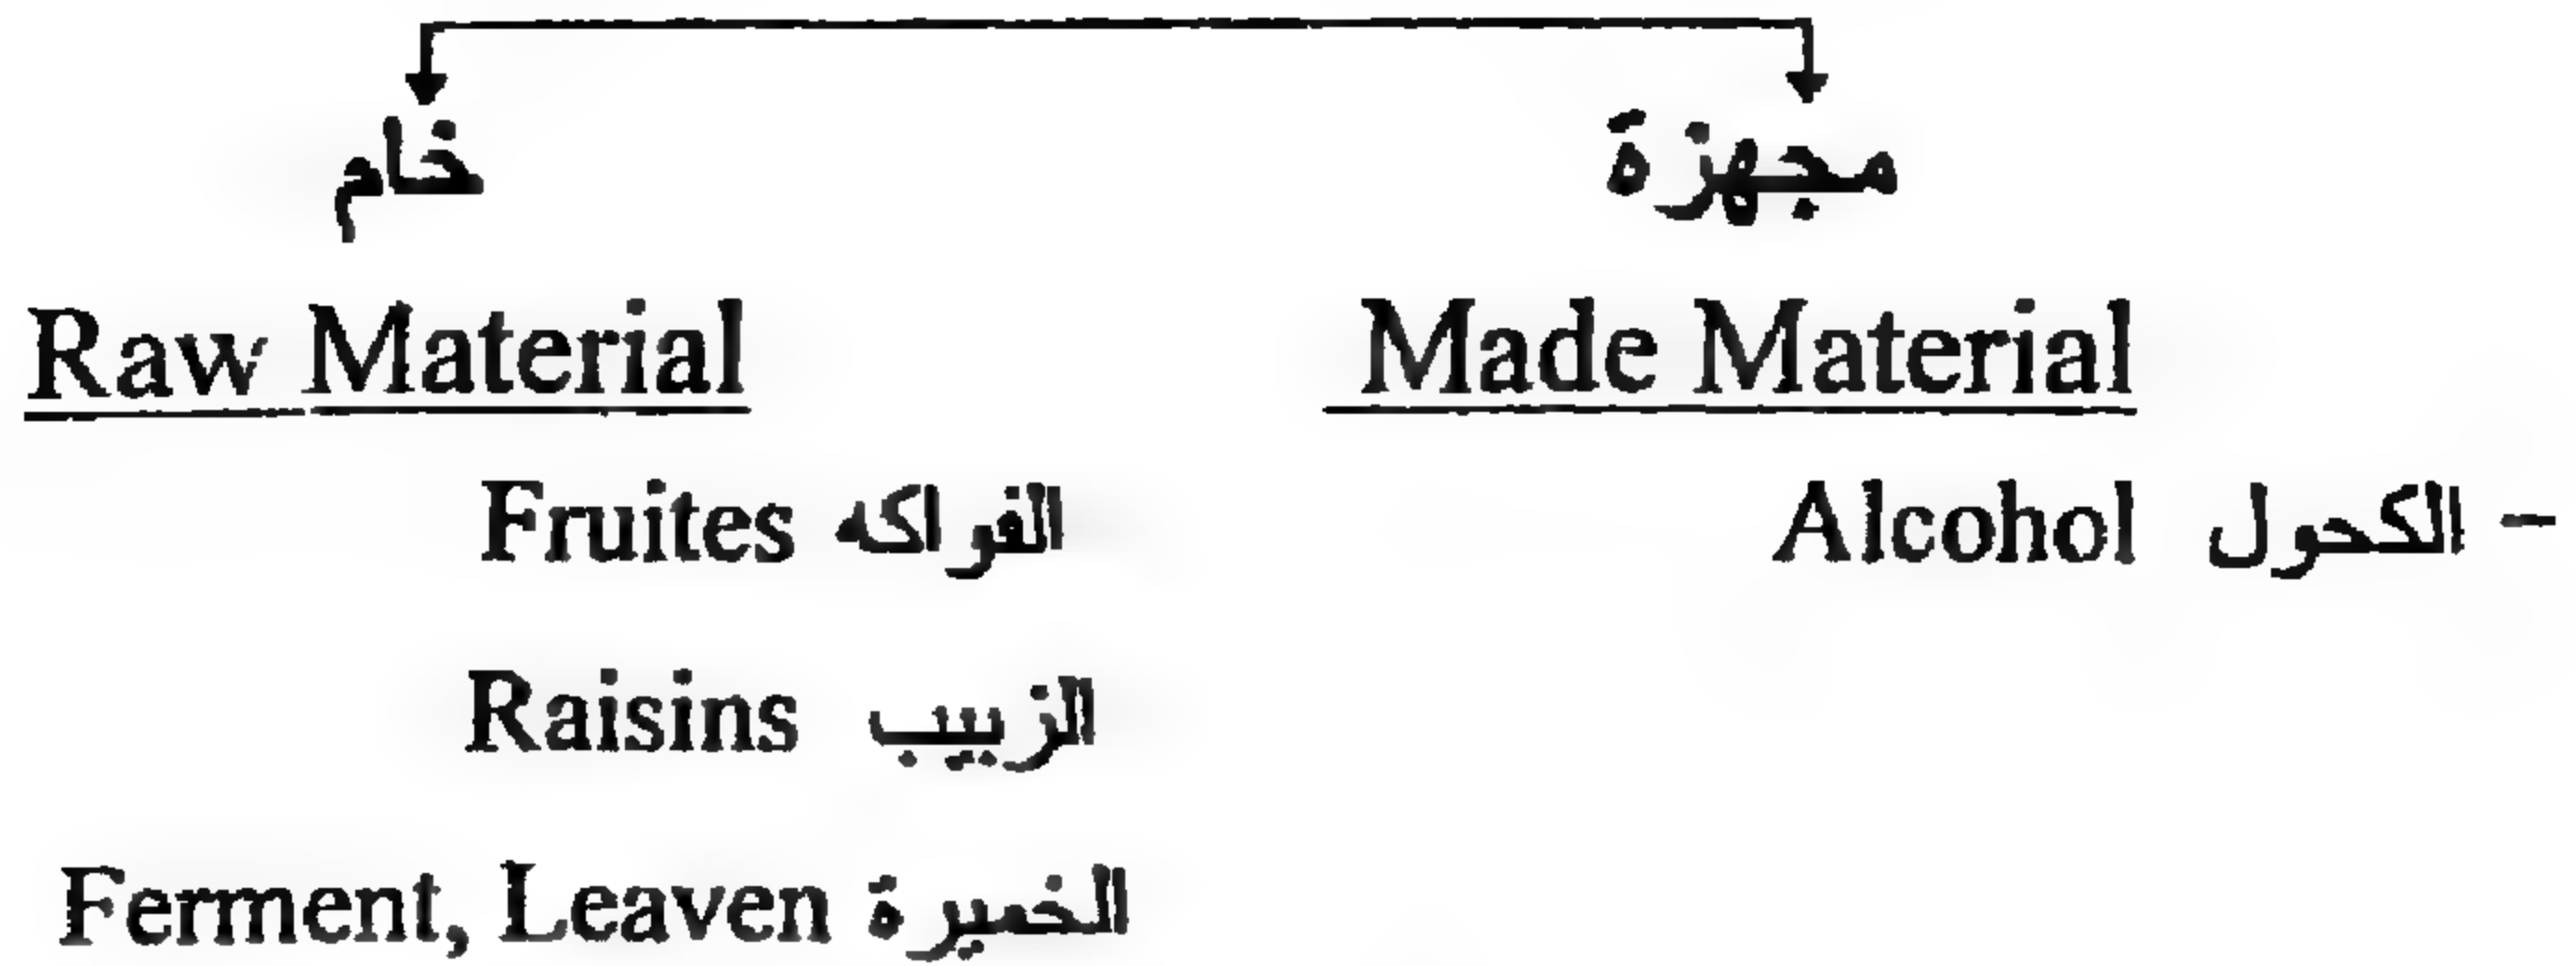 خام مجهزة
Raw Material Made Material
Fruites الفواكه Alcohol الكحول -
Raisins الزبيب
Ferment, Leaven الخميرة